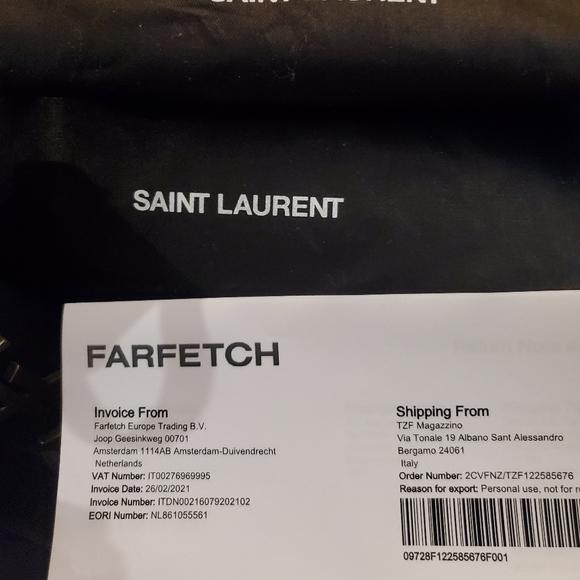 SAINT LAURENT
SAINT LAURENT
FARFETCH
Invoice From
Farfetch Europe Trading B.V.
Joop Geesinkweg 00701
Amsterdam 1114AB Amsterdam-Duivendrecht
Netherlands
VAT Number: IT00276969995
Invoice Date: 26/02/2021
Invoice Number: ITDN00216079202102
EORI Number: NL861055561
Shipping From
TZF Magazzino
Via Tonale 19 Albano Sant Alessandro
Bergamo 24061
Italy
Order Number: 2CVFNZ/TZF122585676
Reason for export: Personal use, not for
09728F122585676F001